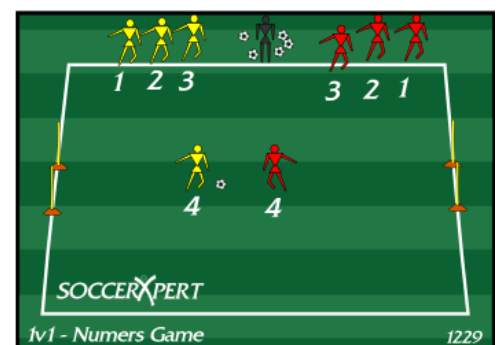 1 2 3
3 2 1
4 4
SOCCERXPERT
1v1 - Numers Game
1229